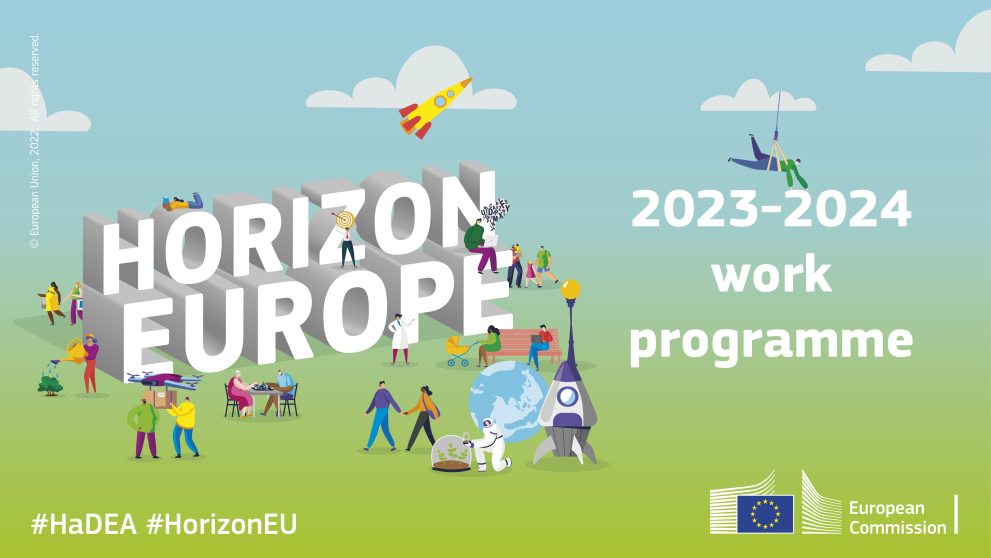 © European Union, 2022. All rights reserved.
HORIZON
EUROPE
2023-2024
work
programme
#HaDEA #HorizonEU
European
Commission